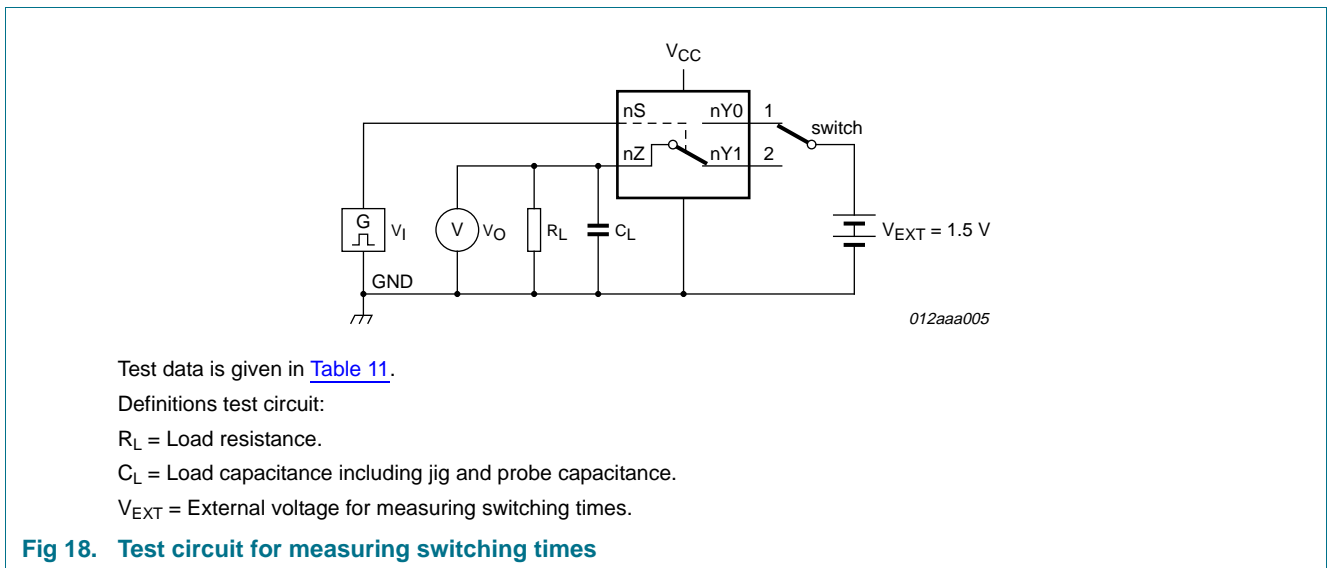 VCC
nS nY0 1
switch
nZ nY1 2
G VI V VO RL CL VEXT = 1.5 V
GND
012aaa005
Test data is given in Table 11.
Definitions test circuit:
RL = Load resistance.
CL = Load capacitance including jig and probe capacitance.
VEXT = External voltage for measuring switching times.
Fig 18. Test circuit for measuring switching times